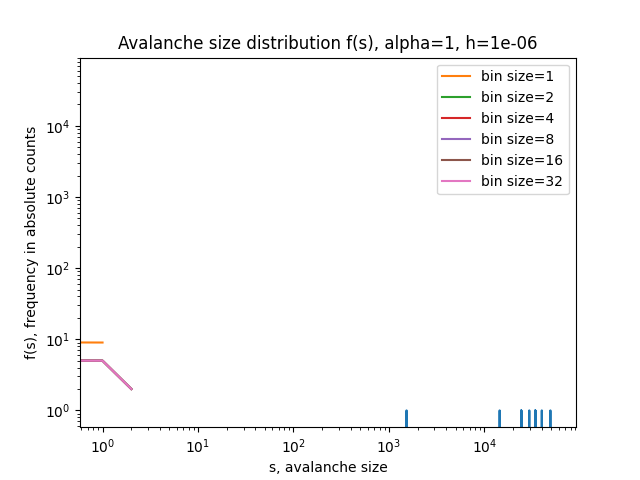 Avalanche size distribution f(s), alpha=1, h=1e-06
f(s), frequency in absolute counts
10⁴
10³
10²
10¹
10⁰
bin size=1
bin size=2
bin size=4
bin size=8
bin size=16
bin size=32
10⁰ 10¹ 10² 10³ 10⁴
s, avalanche size